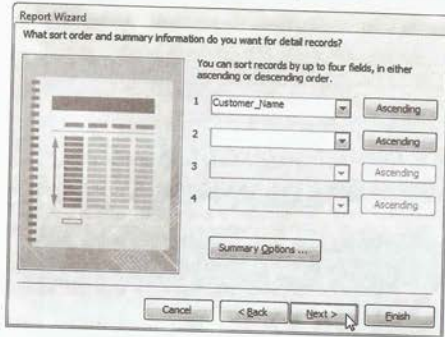 Report Wizard
What sort order and summary information do you want for detail records?
You can sort records by up to four fields, in either
ascending or descending order.
1 Customer_Name Ascending
2 Ascending
3 Ascending
4 Ascending
Summary Options ...
Cancel < Back Next > Finish